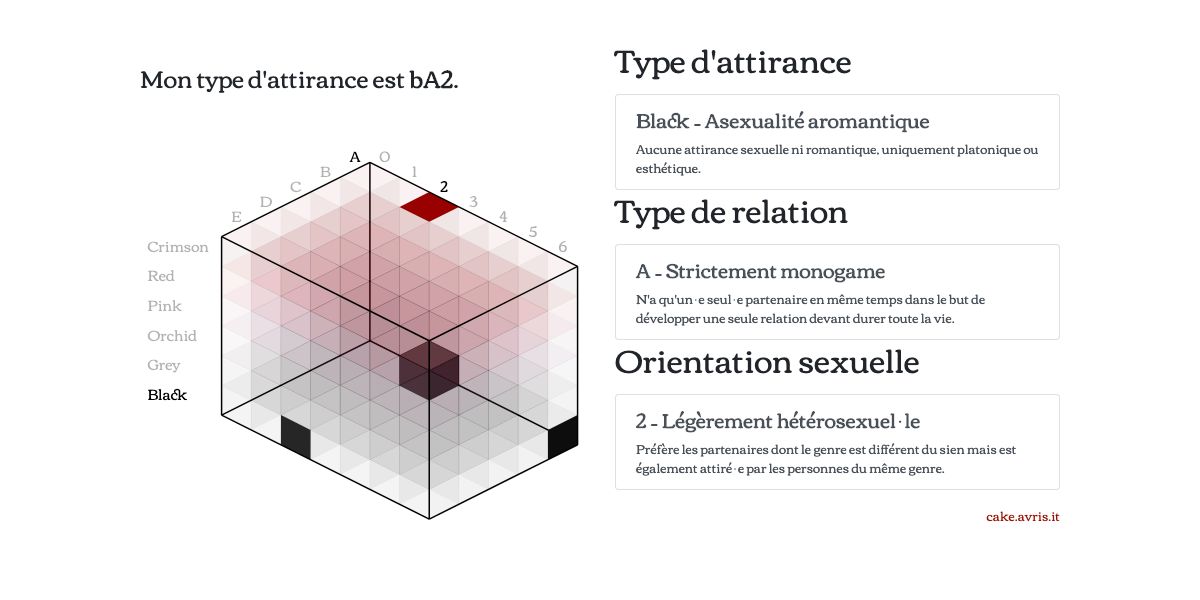 Mon type d'attirance est bA2.
A O
B 1
C 2
D 3
E 4
5
6
Crimson
Red
Pink
Orchid
Grey
Black
Type d'attirance
Black - Asexualité aromantique
Aucune attirance sexuelle ni romantique, uniquement platonique ou
esthétique.
Type de relation
A - Strictement monogame
N'a qu'un·e seul·e partenaire en même temps dans le but de
développer une seule relation devant durer toute la vie.
Orientation sexuelle
2 - Légèrement hétérosexuel·le
Préfère les partenaires dont le genre est différent du sien mais est
également attiré·e par les personnes du même genre.
cake.avris.it